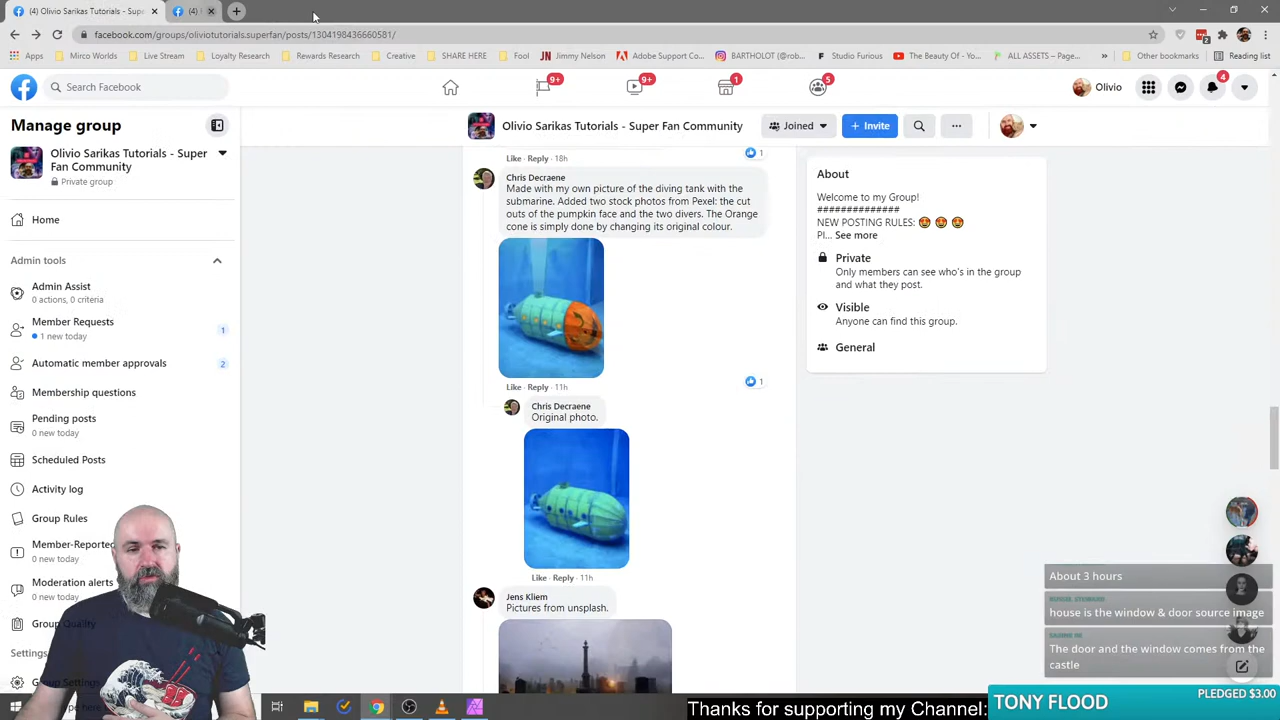 (4) Olivio Sarikas Tutorials - Sup
facebook.com/groups/oliviotutorials.superfan/posts/1304198436660581/
Apps Fun Worlds Live Stream Loyalty Research Rewards Research Creative SHARE HERE Fool Jimmy Nelson Adobe Support Co... BARTHOLOT (@rob... Studio Furious The Beauty Of - Yo... ALL ASSETS – Page... Other bookmarks Reading list
Search Facebook
9+ 9+ 1 5
Olivio
4
Manage group
Olivio Sarikas Tutorials - Super Fan Community
Joined
+ Invite
Olivio Sarikas Tutorials - Super
Fan Community
Private group
Home
Admin tools
Admin Assist
0 actions, 0 criteria
Member Requests
1 new today
1
Automatic member approvals
2
Membership questions
Pending posts
0 new today
Scheduled Posts
Activity log
Group Rules
Member-Reported
0 new today
Moderation alerts
0 new today
Group Quality
Settings
Group Settings
Like · Reply · 18h
1
Chris Decraene
Made with my own picture of the diving tank with the
submarine. Added two stock photos from Pexel: the cut
outs of the pumpkin face and the two divers. The Orange
cone is simply done by changing its original colour.
Like · Reply · 11h
1
Chris Decraene
Original photo.
Like · Reply · 11h
Jens Kliem
Pictures from unsplash.
About
Welcome to my Group!
##############
NEW POSTING RULES:
Pl... See more
Private
Only members can see who's in the group
and what they post.
Visible
Anyone can find this group.
General
About 3 hours
house is the window & door source image
The door and the window comes from the
castle
Thanks for supporting my Channel:
TONY FLOOD
PLEDGED $3.00